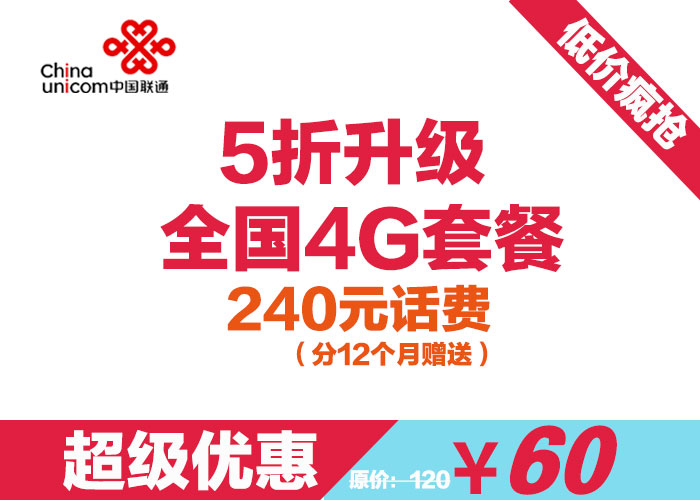 China
unicom中国联通
低价疯抢
5折升级
全国4G套餐
240元话费
（分12个月赠送）
超级优惠
原价：120
￥60